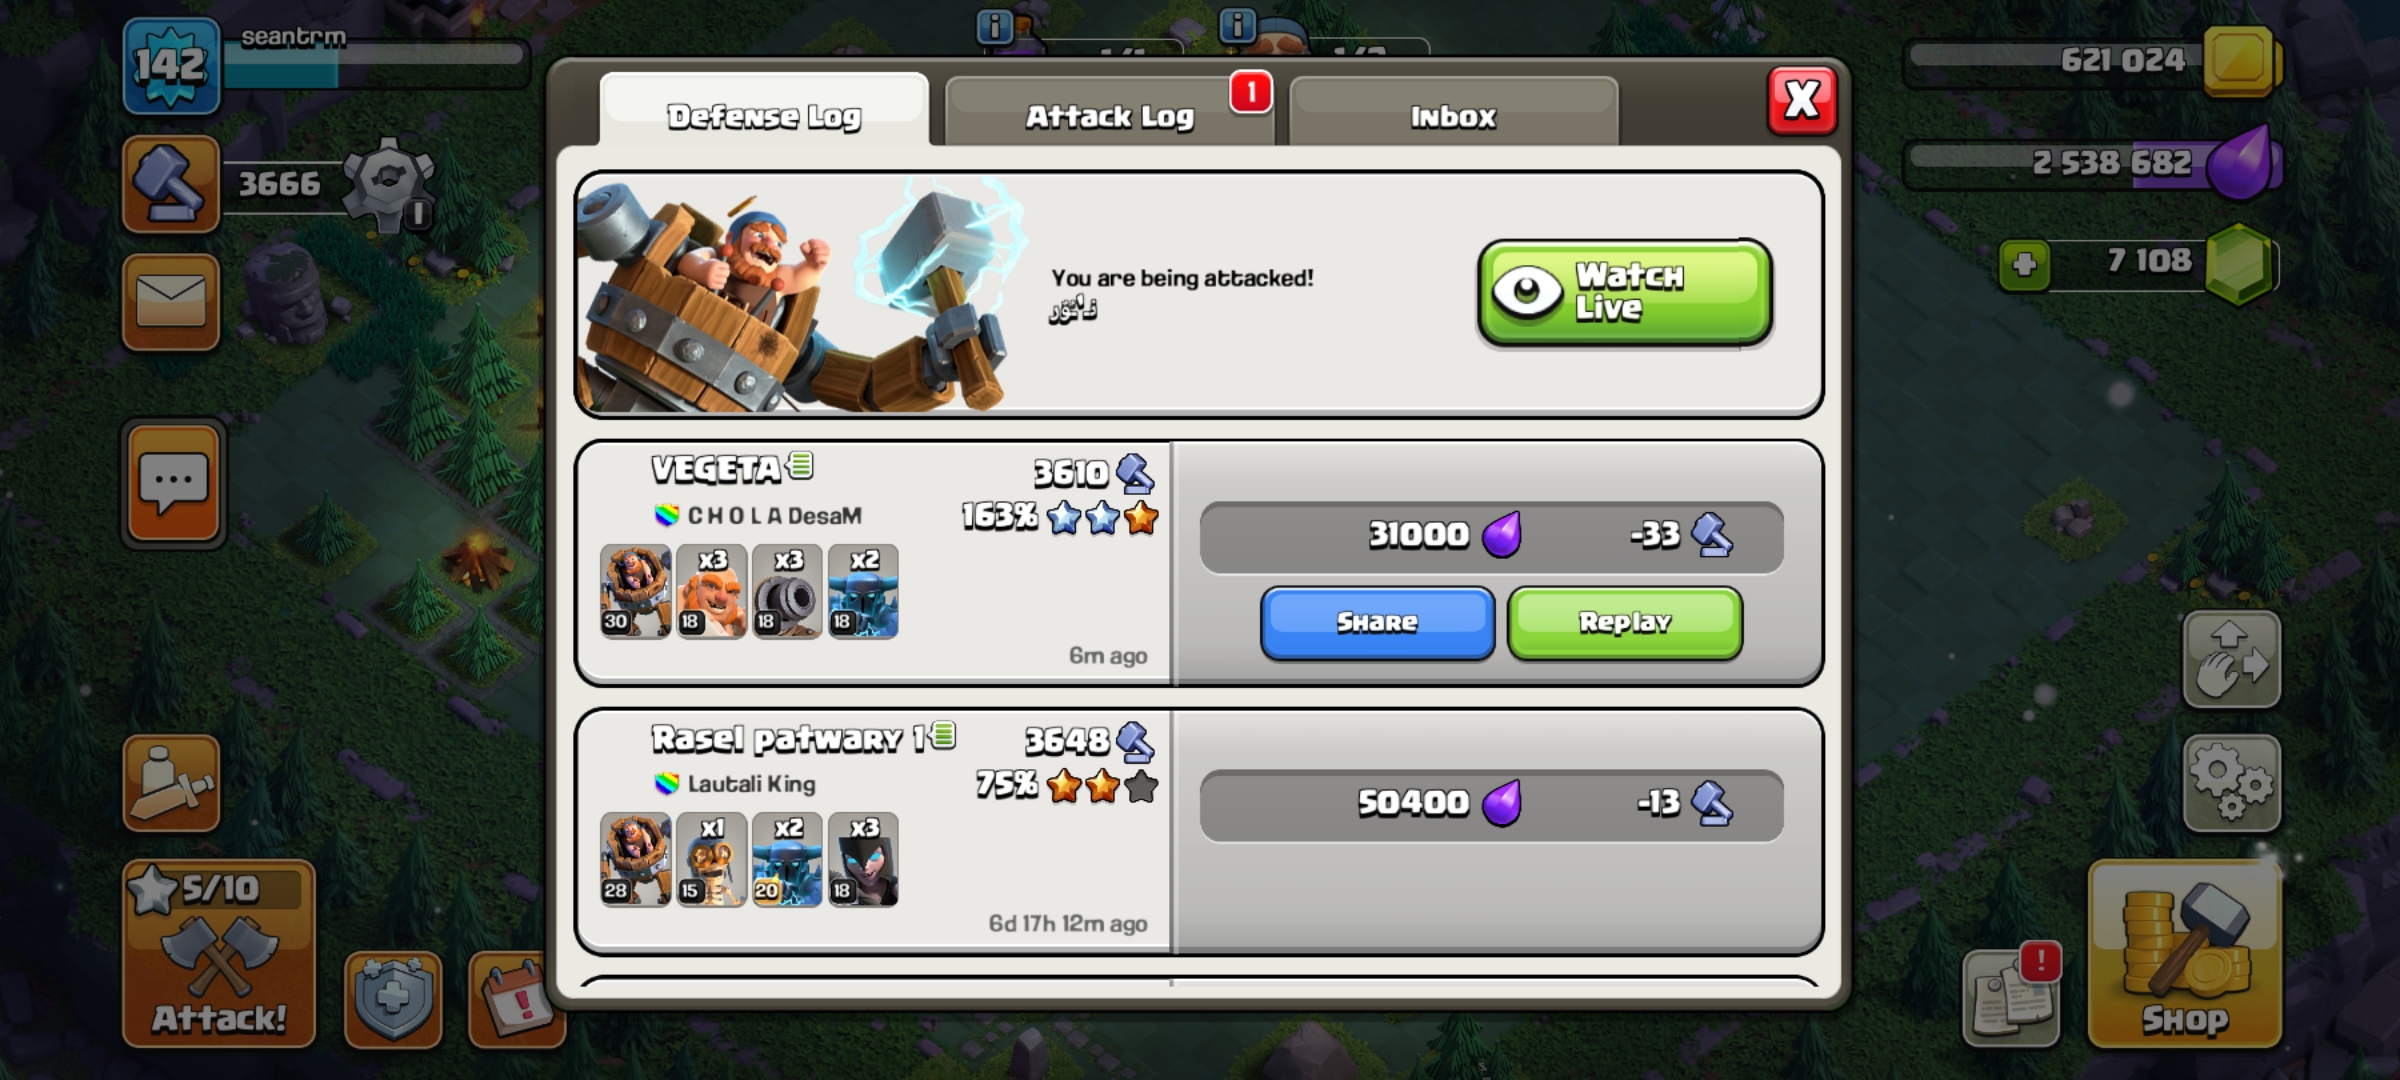 142
seantrm
3666
I
621 024
2 538 682
7 108
Defense Log
Attack Log
1
Inbox
X
You are being attacked!
Watch
Live
VEGETA
3610
C H O L A DesaM
163%
x3
x3
x2
30
18
18
18
6m ago
31000
-33
Share
Replay
Rasel patwary 1
3648
Lautali King
75%
x1
x2
x3
28
15
20
18
6d 17h 12m ago
50400
-13
5/10
Attack!
Shop